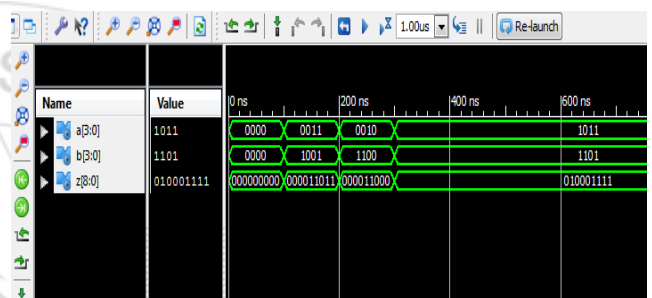 1.00us Re-launch
Name Value 0 ns 200 ns 400 ns 600 ns
a[3:0] 1011 0000 0011 0010 1011
b[3:0] 1101 0000 1001 1100 1101
z[8:0] 010001111 000000000 000011011 000011000 010001111